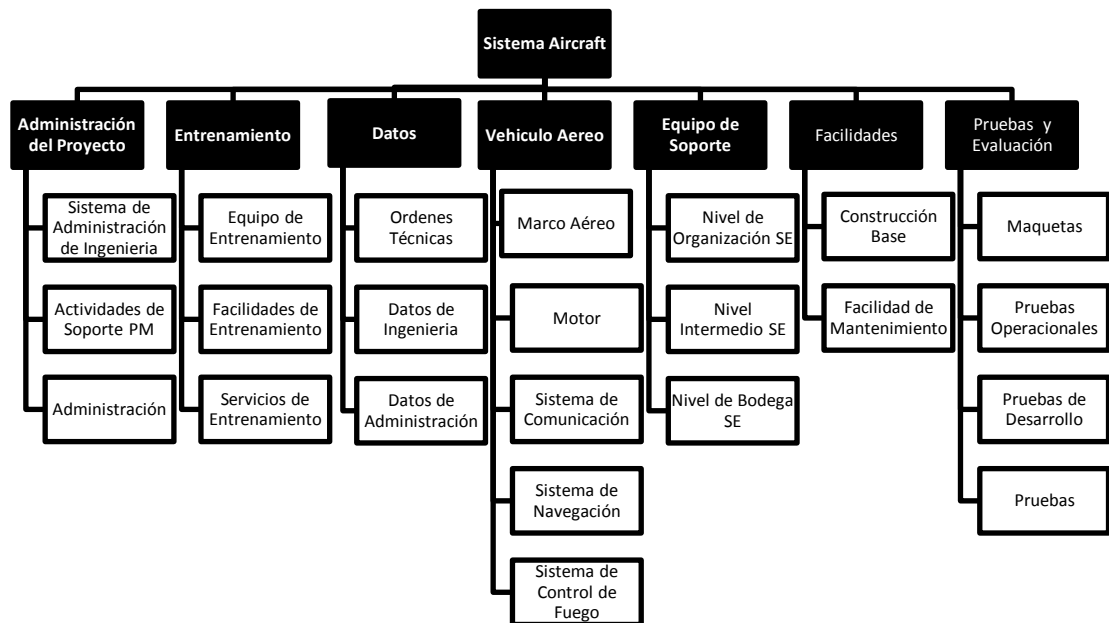 Sistema Aircraft
Administración
del Proyecto
Entrenamiento
Datos
Vehiculo Aereo
Equipo de
Soporte
Facilidades
Pruebas y
Evaluación
Sistema de
Administración
de Ingenieria
Actividades de
Soporte PM
Administración
Equipo de
Entrenamiento
Facilidades de
Entrenamiento
Servicios de
Entrenamiento
Ordenes
Técnicas
Datos de
Ingenieria
Datos de
Administración
Marco Aéreo
Motor
Sistema de
Comunicación
Sistema de
Navegación
Sistema de
Control de
Fuego
Nivel de
Organización SE
Nivel
Intermedio SE
Nivel de Bodega
SE
Construcción
Base
Facilidad de
Mantenimiento
Maquetas
Pruebas
Operacionales
Pruebas de
Desarrollo
Pruebas